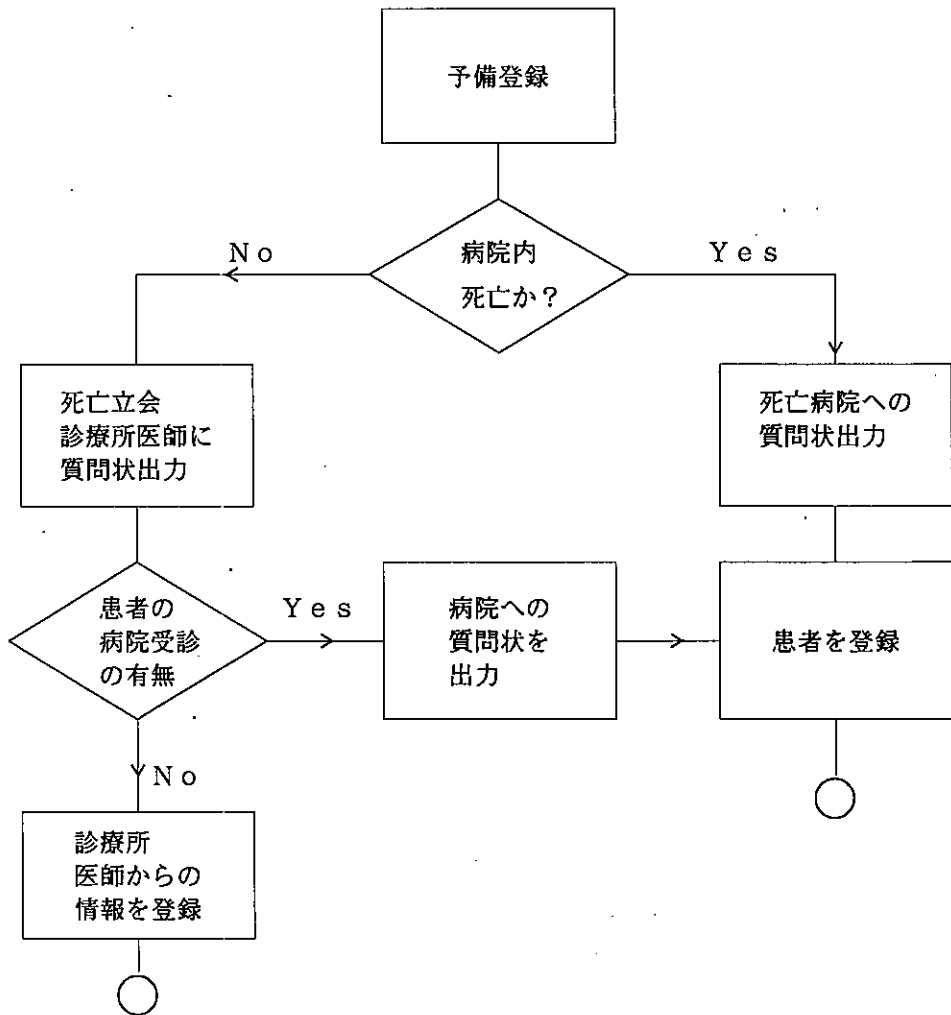 予備登録
病院内
死亡か？
No
Yes
死亡立会
診療所医師に
質問状出力
死亡病院への
質問状出力
患者の
病院受診
の有無
Yes
病院への
質問状を
出力
患者を登録
No
診療所
医師からの
情報を登録